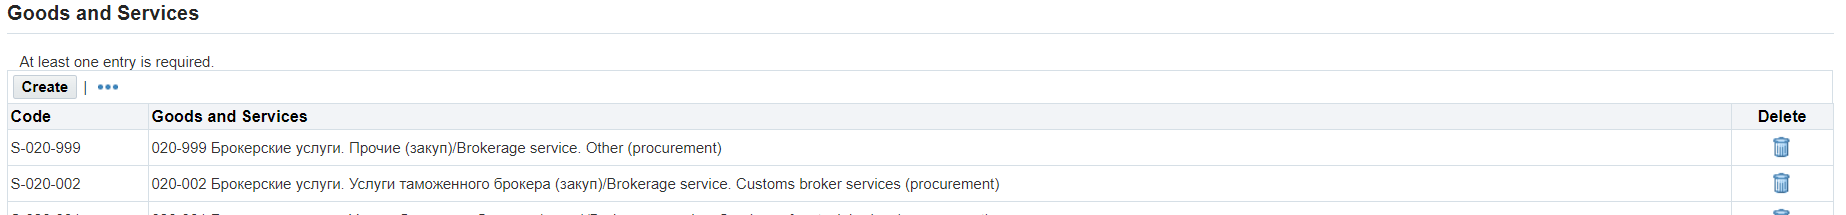 Goods and Services
At least one entry is required.
Create | •••
Code Goods and Services Delete
S-020-999 020-999 Брокерские услуги. Прочие (закуп)/Brokerage service. Other (procurement)
S-020-002 020-002 Брокерские услуги. Услуги таможенного брокера (закуп)/Brokerage service. Customs broker services (procurement)